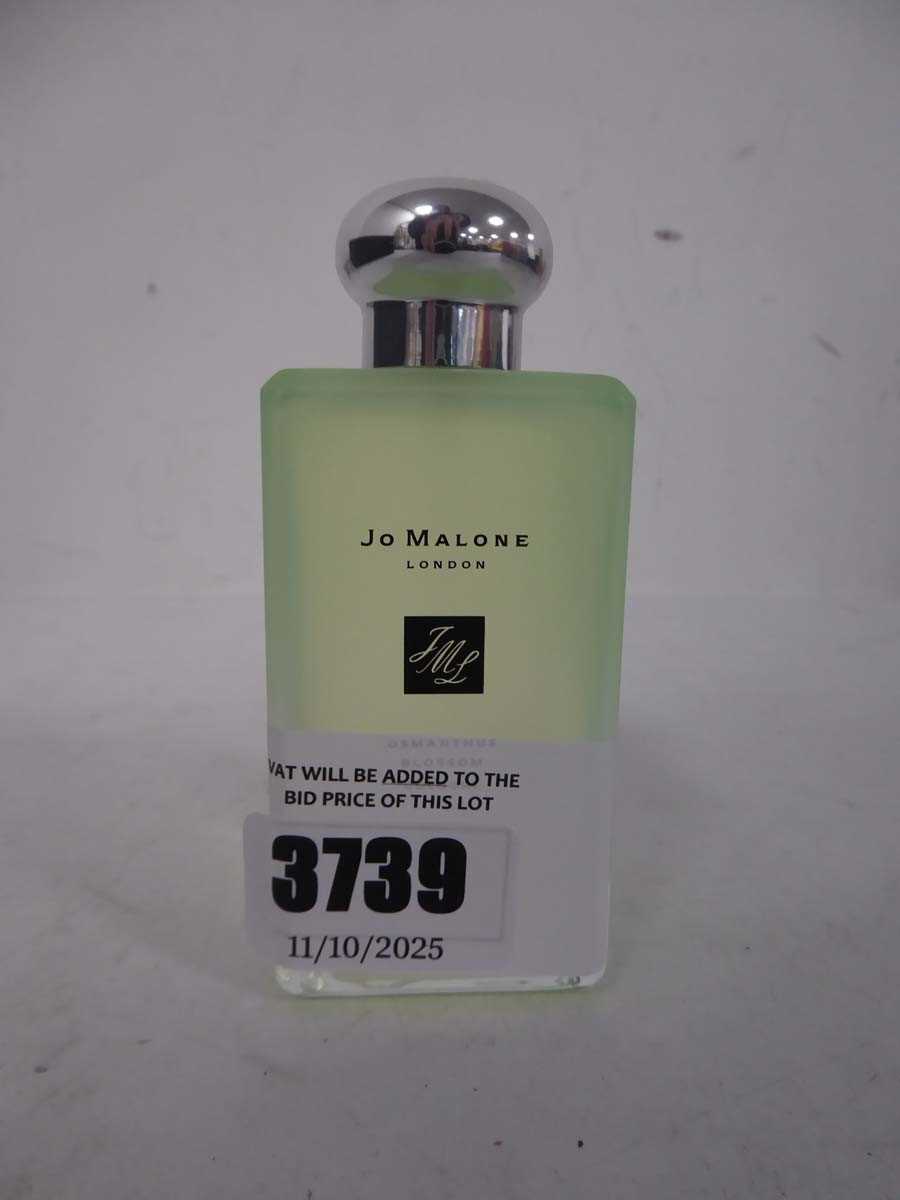 JO MALONE
LONDON
JML
OSMANTHUS
BLOSSOM
VAT WILL BE ADDED TO THE
BID PRICE OF THIS LOT
3739
11/10/2025